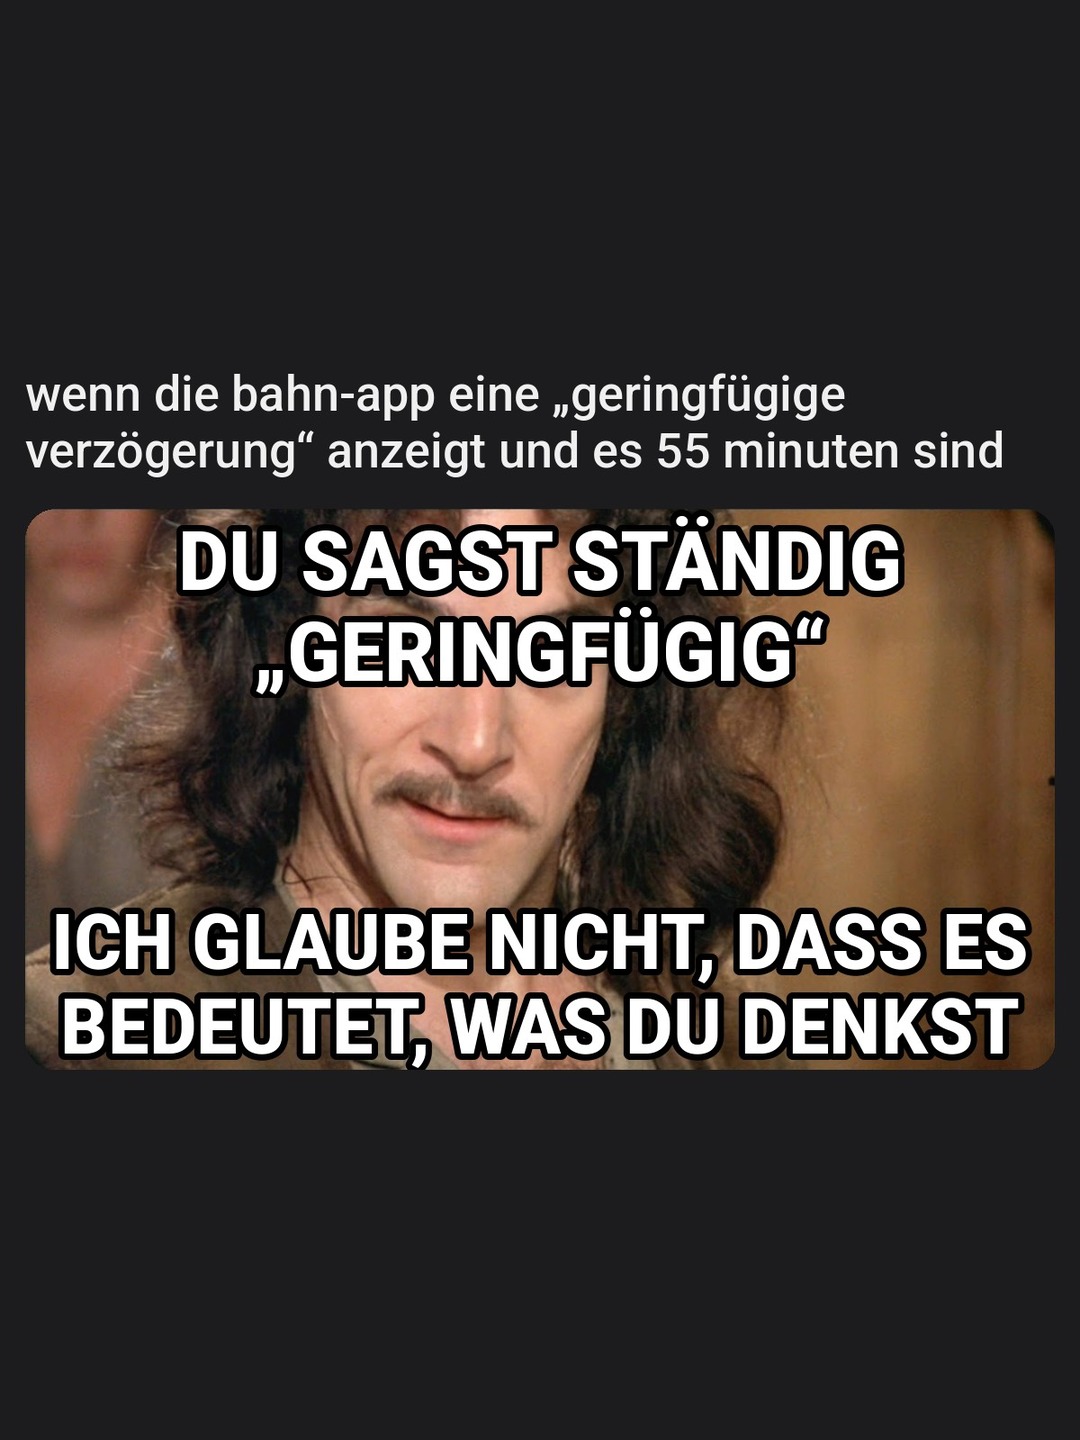 wenn die bahn-app eine „geringfügige
verzögerung“ anzeigt und es 55 minuten sind
DU SAGST STÄNDIG
„GERINGFÜGIG“
ICH GLAUBE NICHT, DASS ES
BEDEUTET, WAS DU DENKST